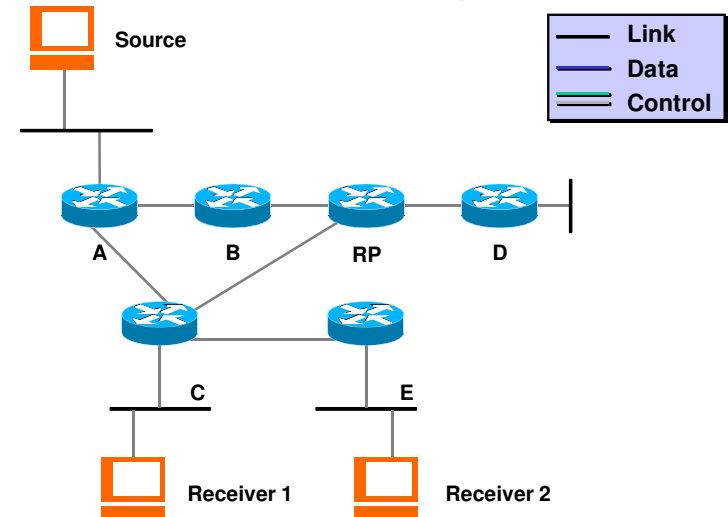 Source
Link
Data
Control
A
B
RP
D
C
E
Receiver 1
Receiver 2